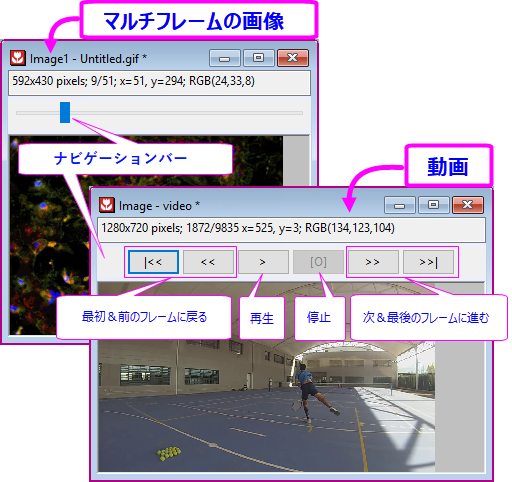 マルチフレームの画像
Image1 - Untitled.gif *
592x430 pixels; 9/51; x=51, y=294; RGB(24,33,8)
ナビゲーションバー
動画
Image - video *
1280x720 pixels; 1872/9835 x=525, y=3; RGB(134,123,104)
|<< << > [O] >> >>|
最初＆前のフレームに戻る 再生 停止 次＆最後のフレームに進む